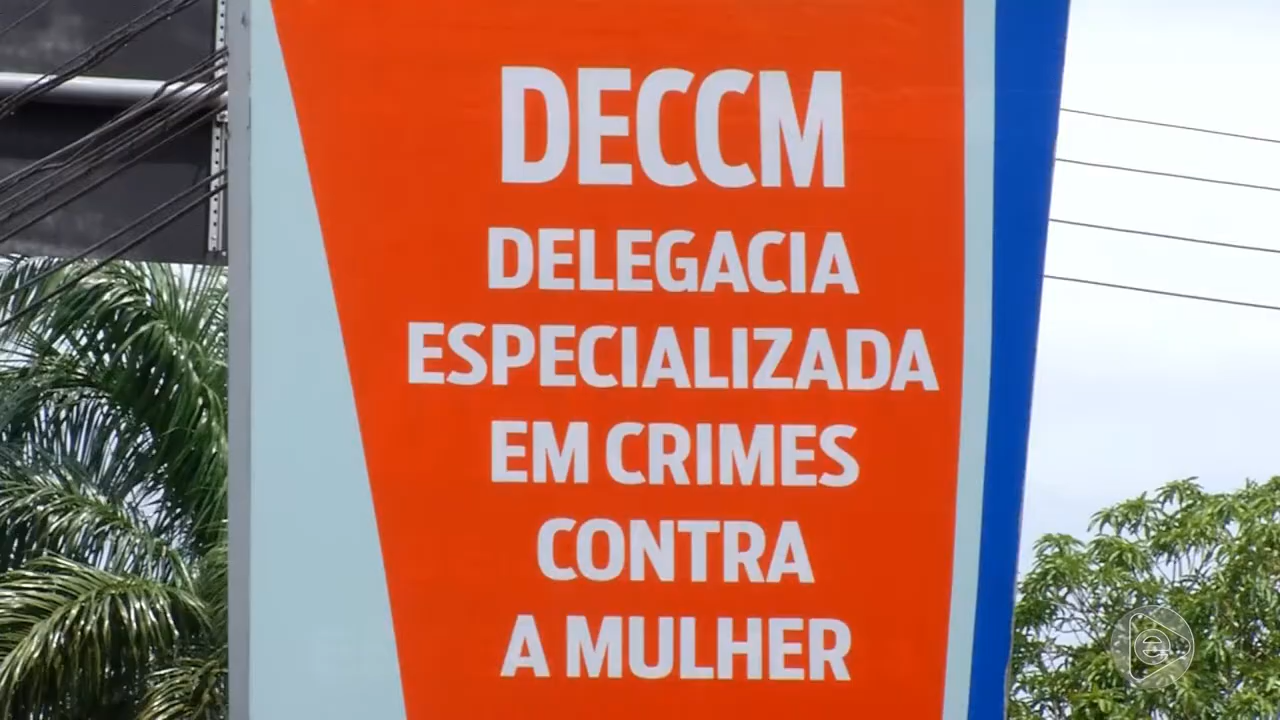 DECCM
DELEGACIA
ESPECIALIZADA
EM CRIMES
CONTRA
A MULHER